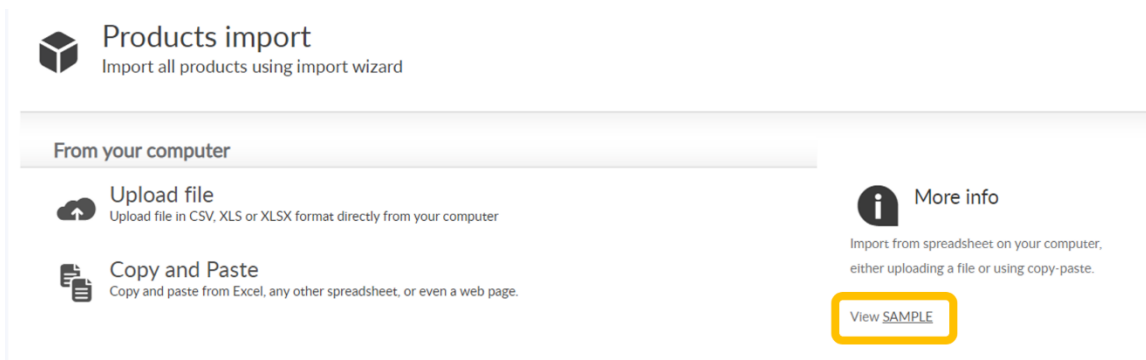 Products import
Import all products using import wizard
From your computer
Upload file
Upload file in CSV, XLS or XLSX format directly from your computer
Copy and Paste
Copy and paste from Excel, any other spreadsheet, or even a web page.
More info
Import from spreadsheet on your computer,
either uploading a file or using copy-paste.
View SAMPLE